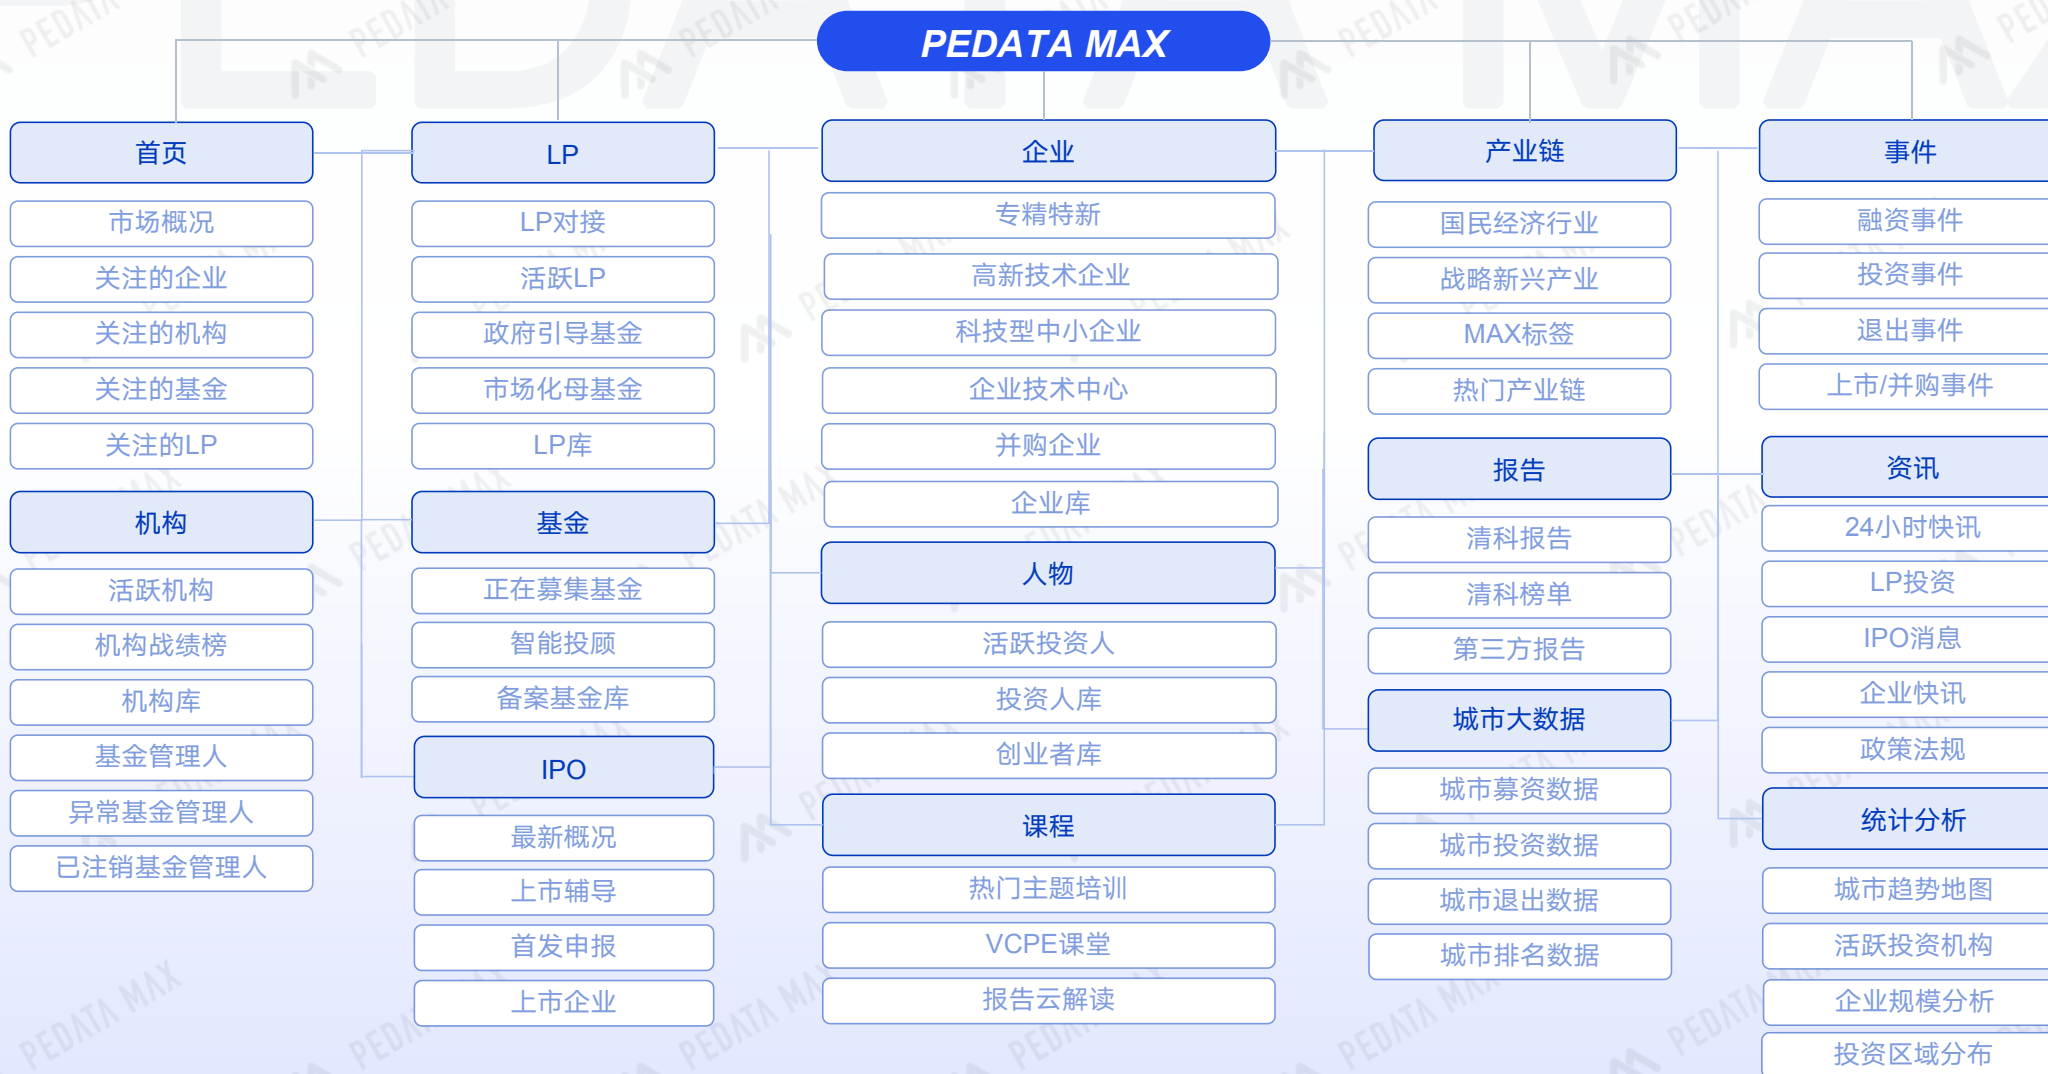 PEDATA MAX
首页
市场概况
关注的企业
关注的机构
关注的基金
关注的LP
机构
活跃机构
机构战绩榜
机构库
基金管理人
异常基金管理人
已注销基金管理人
LP
LP对接
活跃LP
政府引导基金
市场化母基金
LP库
基金
正在募集基金
智能投顾
备案基金库
IPO
最新概况
上市辅导
首发申报
上市企业
企业
专精特新
高新技术企业
科技型中小企业
企业技术中心
并购企业
企业库
人物
活跃投资人
投资人库
创业者库
课程
热门主题培训
VCPE课堂
报告云解读
产业链
国民经济行业
战略新兴产业
MAX标签
热门产业链
报告
清科报告
清科榜单
第三方报告
城市大数据
城市募资数据
城市投资数据
城市退出数据
城市排名数据
事件
融资事件
投资事件
退出事件
上市/并购事件
资讯
24小时快讯
LP投资
IPO消息
企业快讯
政策法规
统计分析
城市趋势地图
活跃投资机构
企业规模分析
投资区域分布